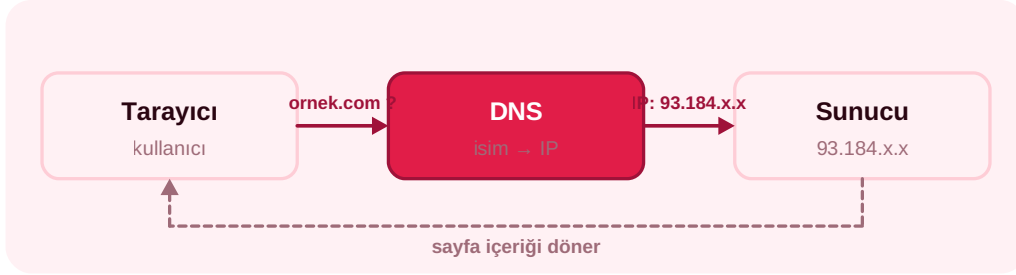 Tarayıcı
kullanıcı
ornek.com ?
DNS
isim → IP
IP: 93.184.x.x
Sunucu
93.184.x.x
sayfa içeriği döner